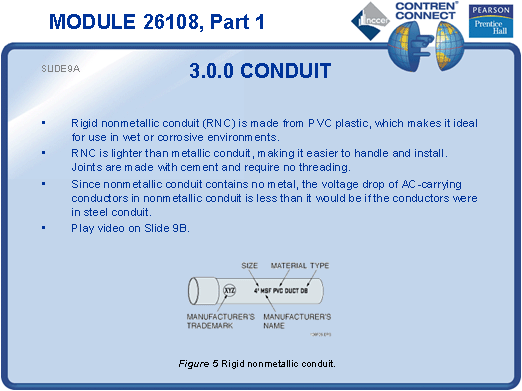 MODULE 26108, Part 1
nccer
CONTREN®
CONNECT
PEARSON
Prentice
Hall
SLIDE 9A
3.0.0 CONDUIT
• Rigid nonmetallic conduit (RNC) is made from PVC plastic, which makes it ideal
for use in wet or corrosive environments.
• RNC is lighter than metallic conduit, making it easier to handle and install.
Joints are made with cement and require no threading.
• Since nonmetallic conduit contains no metal, the voltage drop of AC-carrying
conductors in nonmetallic conduit is less than it would be if the conductors were
in steel conduit.
• Play video on Slide 9B.
SIZE MATERIAL TYPE
XYZ 4" MSF PVC DUCT DB
MANUFACTURER'S MANUFACTURER'S
TRADEMARK NAME
Figure 5 Rigid nonmetallic conduit.